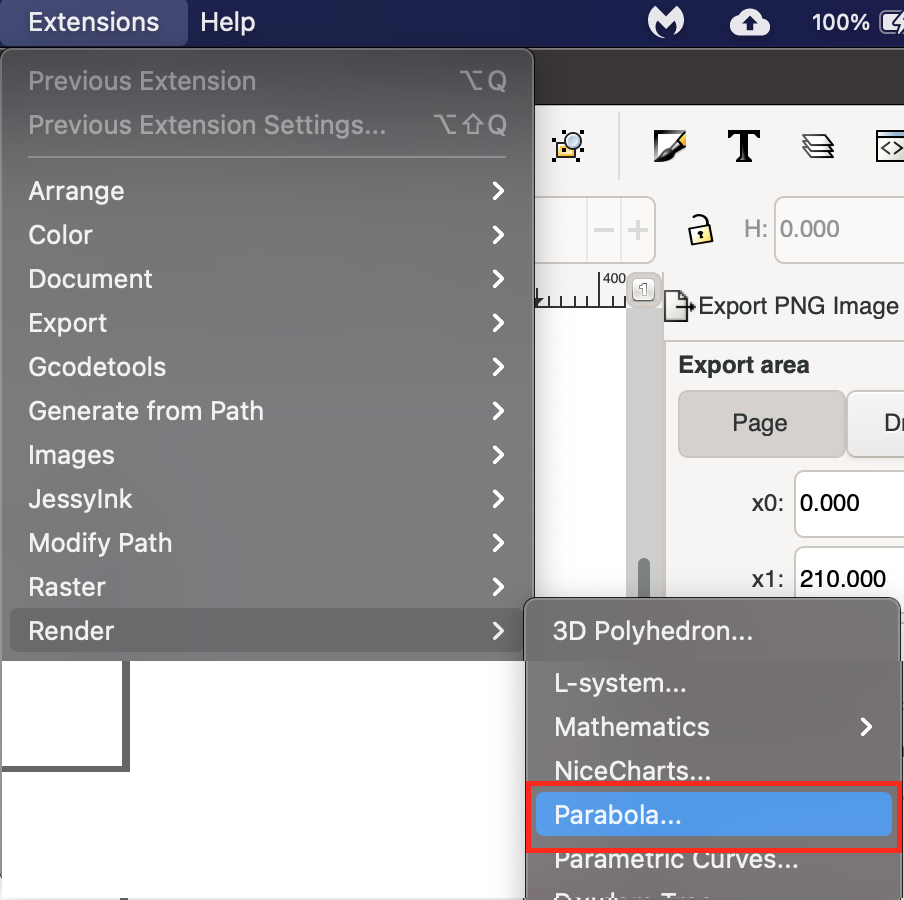 Extensions Help 100%
Previous Extension ⌥Q
Previous Extension Settings... ⌥⇧Q
Arrange
Color
H: 0.000
Document
400
1
Export
Export PNG Image
Gcodetools
Export area
Generate from Path
Page
Images
JessyInk
x0: 0.000
Modify Path
Raster
x1: 210.000
Render
3D Polyhedron...
L-system...
Mathematics
NiceCharts...
Parabola...
Parametric Curves...